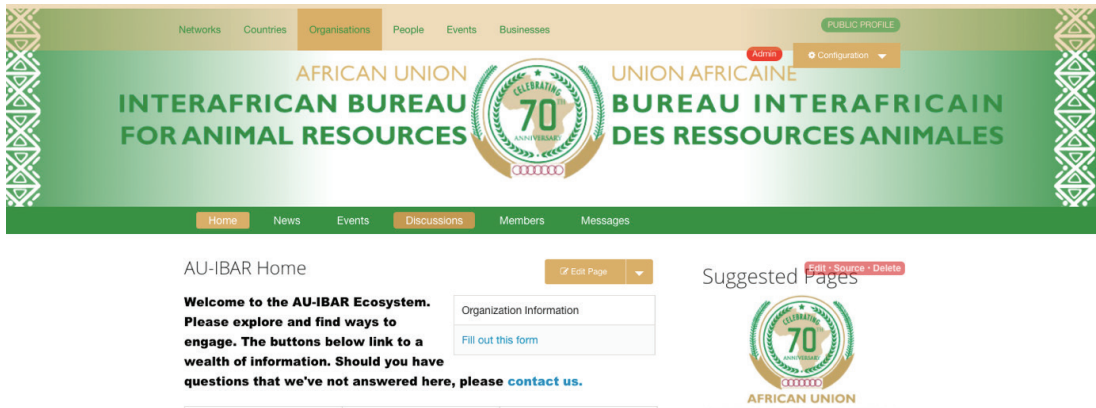 Networks Countries Organisations People Events Businesses PUBLIC PROFILE
Admin Configuration
AFRICAN UNION UNION AFRICAINE
INTERAFRICAN BUREAU BUREAU INTERAFRICAIN
FOR ANIMAL RESOURCES DES RESSOURCES ANIMALES
CELEBRATING
70
ANNIVERSARY
Home News Events Discussions Members Messages
AU-IBAR Home
Edit Page
Welcome to the AU-IBAR Ecosystem.
Please explore and find ways to
engage. The buttons below link to a
wealth of information. Should you have
questions that we've not answered here, please contact us.
Organization Information
Fill out this form
Edit • Source • Delete
Suggested Pages
CELEBRATING
70
ANNIVERSARY
AFRICAN UNION